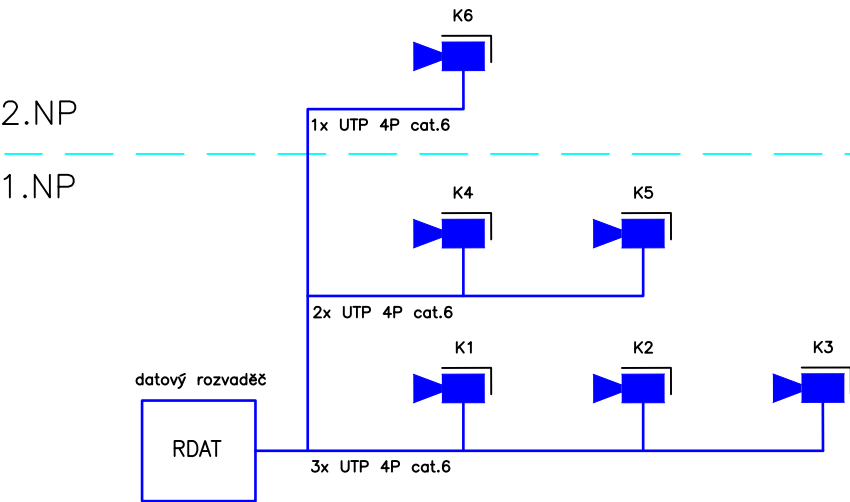 K6
2.NP
1x UTP 4P cat.6
1.NP
K4
K5
2x UTP 4P cat.6
K1
K2
K3
datový rozvaděč
RDAT
3x UTP 4P cat.6